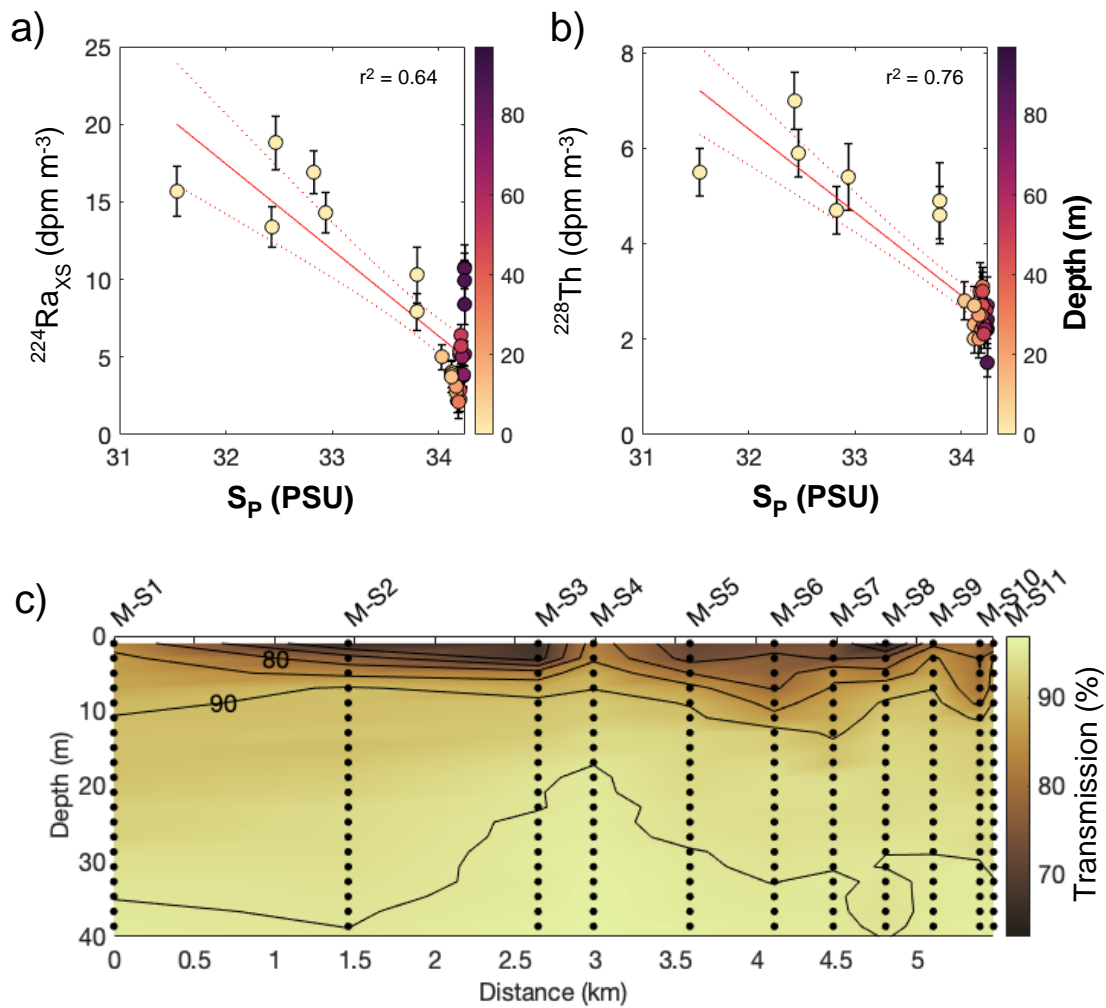 a)
b)
25
20
15
10
5
0
31
32
33
34
²²⁴Ra_XS (dpm m⁻³)
S_P (PSU)
r² = 0.64
80
60
40
20
0
8
6
4
2
0
31
32
33
34
²²⁸Th (dpm m⁻³)
S_P (PSU)
r² = 0.76
80
60
40
20
0
Depth (m)
c)
M-S1
M-S2
M-S3
M-S4
M-S5
M-S6
M-S7
M-S8
M-S9
M-S10
M-S11
0
10
20
30
40
Depth (m)
80
90
0
0.5
1
1.5
2
2.5
3
3.5
4
4.5
5
Distance (km)
90
80
70
Transmission (%)